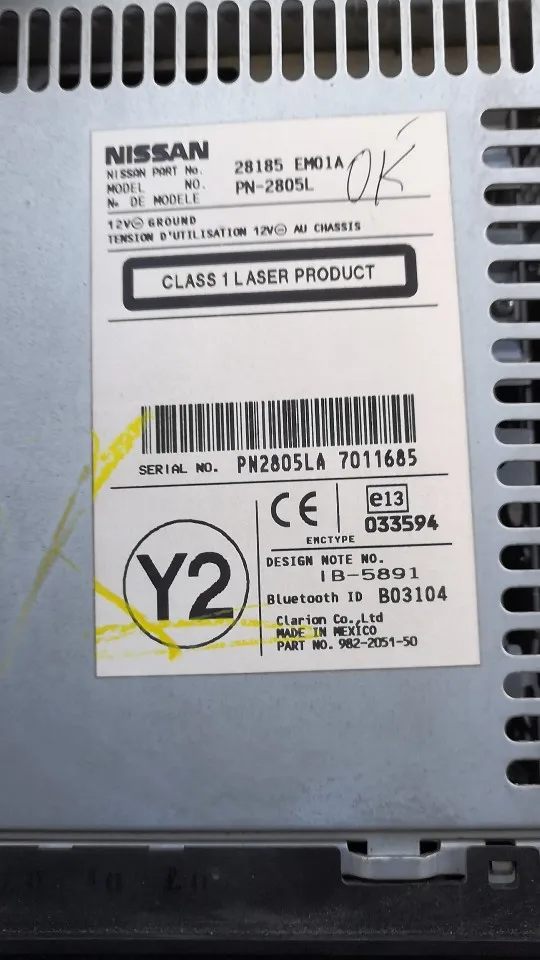 NISSAN
NISSAN PART No. 28185 EM01A
MODEL NO. PN-2805L
No DE MODELE
OK
12V⊖ GROUND
TENSION D'UTILISATION 12V⊖ AU CHASSIS
CLASS 1 LASER PRODUCT
SERIAL NO. PN2805LA 7011685
CE
e13
033594
EMCTYPE
Y2
DESIGN NOTE NO.
IB-5891
Bluetooth ID B03104
Clarion Co.,Ltd
MADE IN MEXICO
PART NO. 982-2051-50